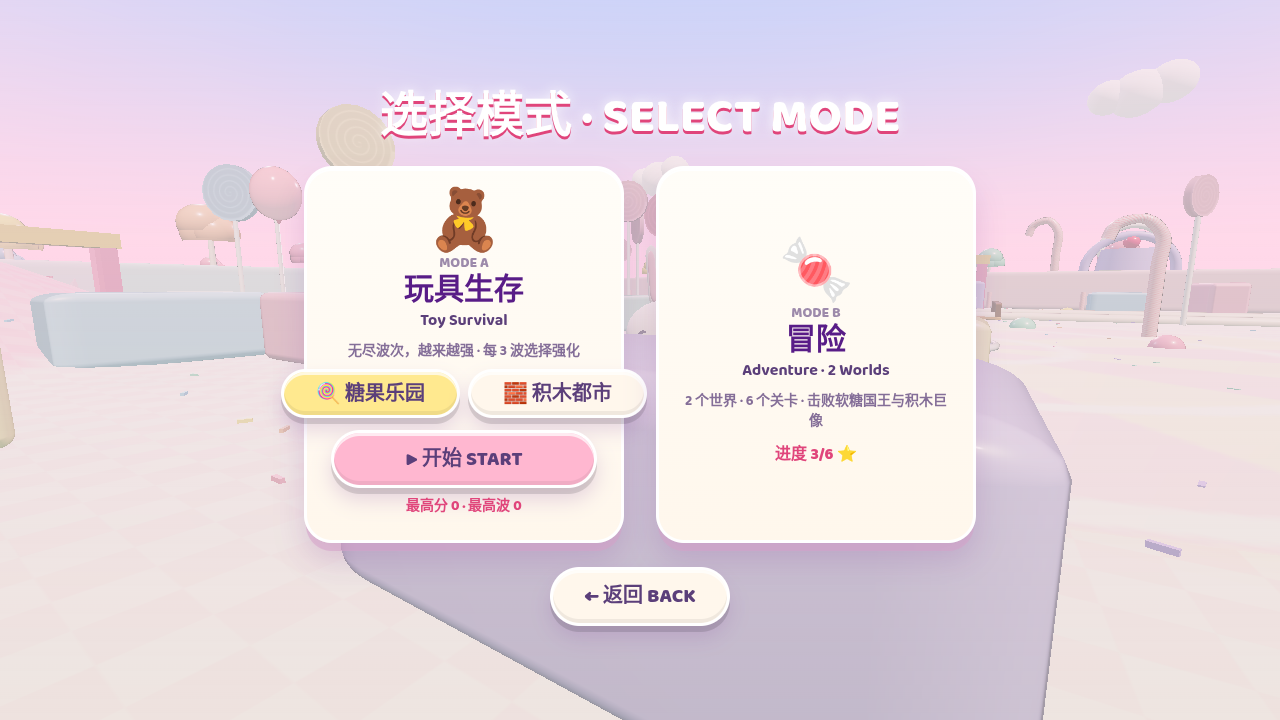 选择模式 · SELECT MODE
MODE A
玩具生存
Toy Survival
无尽波次，越来越强 · 每 3 波选择强化
糖果乐园
积木都市
▶ 开始 START
最高分 0 · 最高波 0
MODE B
冒险
Adventure · 2 Worlds
2 个世界 · 6 个关卡 · 击败软糖国王与积木巨
像
进度 3/6 ⭐
← 返回 BACK